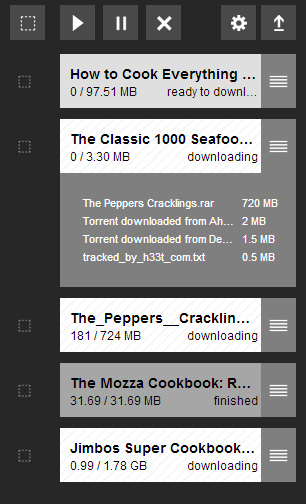 How to Cook Everything ...
0 / 97.51 MB ready to downl...
The Classic 1000 Seafoo...
0 / 3.30 MB downloading
The Peppers Cracklings.rar 720 MB
Torrent downloaded from Ah... 2 MB
Torrent downloaded from De... 1.5 MB
tracked_by_h33t_com.txt 0.5 MB
The_Peppers__Cracklin...
181 / 724 MB downloading
The Mozza Cookbook: R...
31.69 / 31.69 MB finished
Jimbos Super Cookbook...
0.99 / 1.78 GB downloading